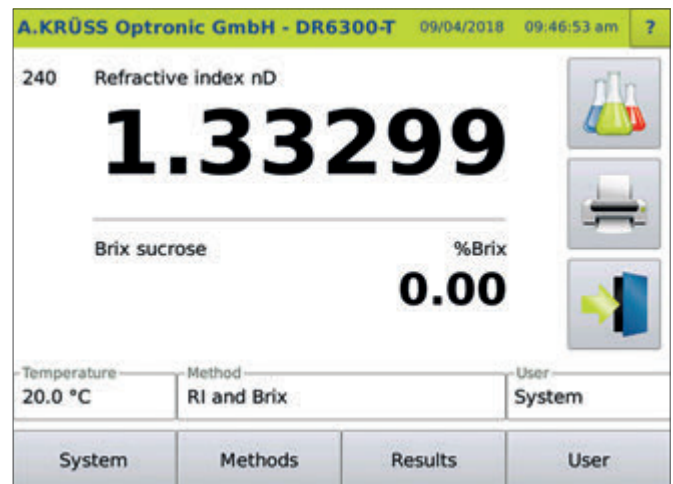 A.KRÜSS Optronic GmbH - DR6300-T 09/04/2018 09:46:53 am ?
240 Refractive index nD
1.33299
Brix sucrose %Brix
0.00
Temperature Method User
20.0 °C RI and Brix System
System Methods Results User